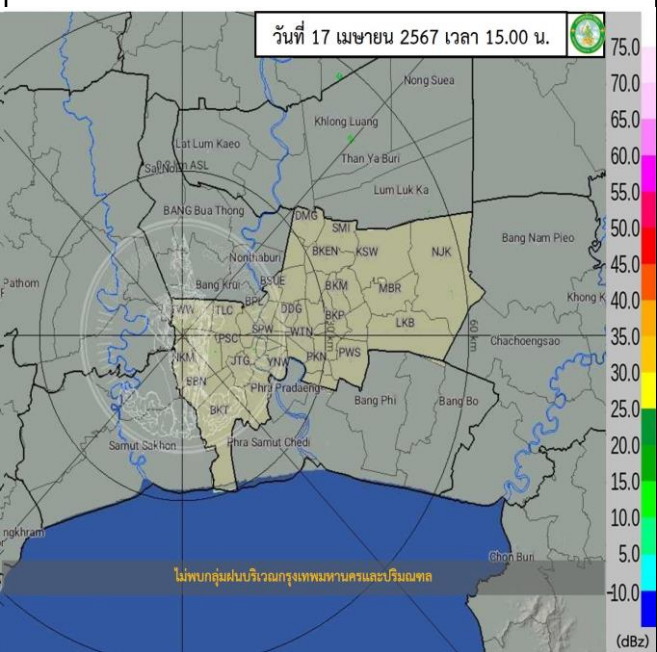 วันที่ 17 เมษายน 2567 เวลา 15.00 น.
75.0
Nong Suea
70.0
Khlong Luang
65.0
Lat Lum Kaeo
Than Ya Buri
60.0
Lum Luk Ka
55.0
BANG Bua Thong
DMG
50.0
SMI
Bang Nam Pieo
Nonthaburi
BKEN
KSW
NJK
45.0
Pathom
Bang Krui
BSUE
BKM
MBR
Khong K
40.0
BPL
TWW
TLC
DDG
BKP
LKB
35.0
SPW
WTN
60 km
Chachoengsao
PSC
NKM
JTG
YNW
PKN
PWS
30.0
BBN
Phra Pradaeng
Bang Phi
Bang Bo
25.0
BKT
Samut Sakhon
Phra Samut Chedi
20.0
15.0
ngkhram
10.0
Chon Buri
5.0
ไม่พบกลุ่มฝนบริเวณกรุงเทพมหานครและปริมณฑล
-10.0
(dBz)